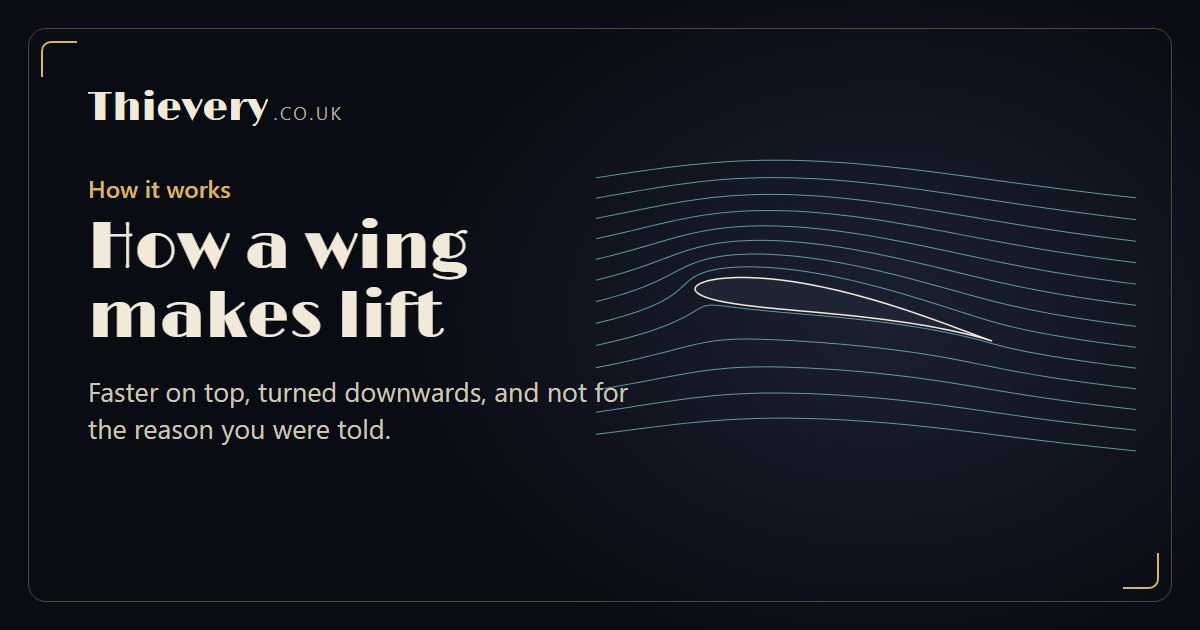 Thievery.CO.UK
How it works
How a wing
makes lift
Faster on top, turned downwards, and not for
the reason you were told.